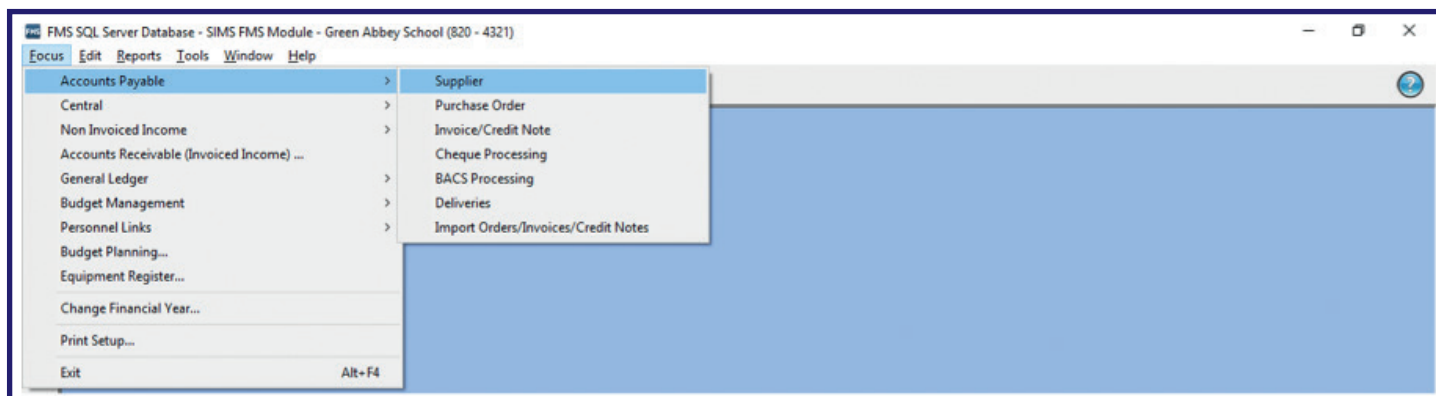 FMS SQL Server Database - SIMS FMS Module - Green Abbey School (820 - 4321)
Focus Edit Reports Tools Window Help
Accounts Payable >
Central >
Non Invoiced Income >
Accounts Receivable (Invoiced Income) ...
General Ledger >
Budget Management >
Personnel Links >
Budget Planning...
Equipment Register...
Change Financial Year...
Print Setup...
Exit Alt+F4
Supplier
Purchase Order
Invoice/Credit Note
Cheque Processing
BACS Processing
Deliveries
Import Orders/Invoices/Credit Notes